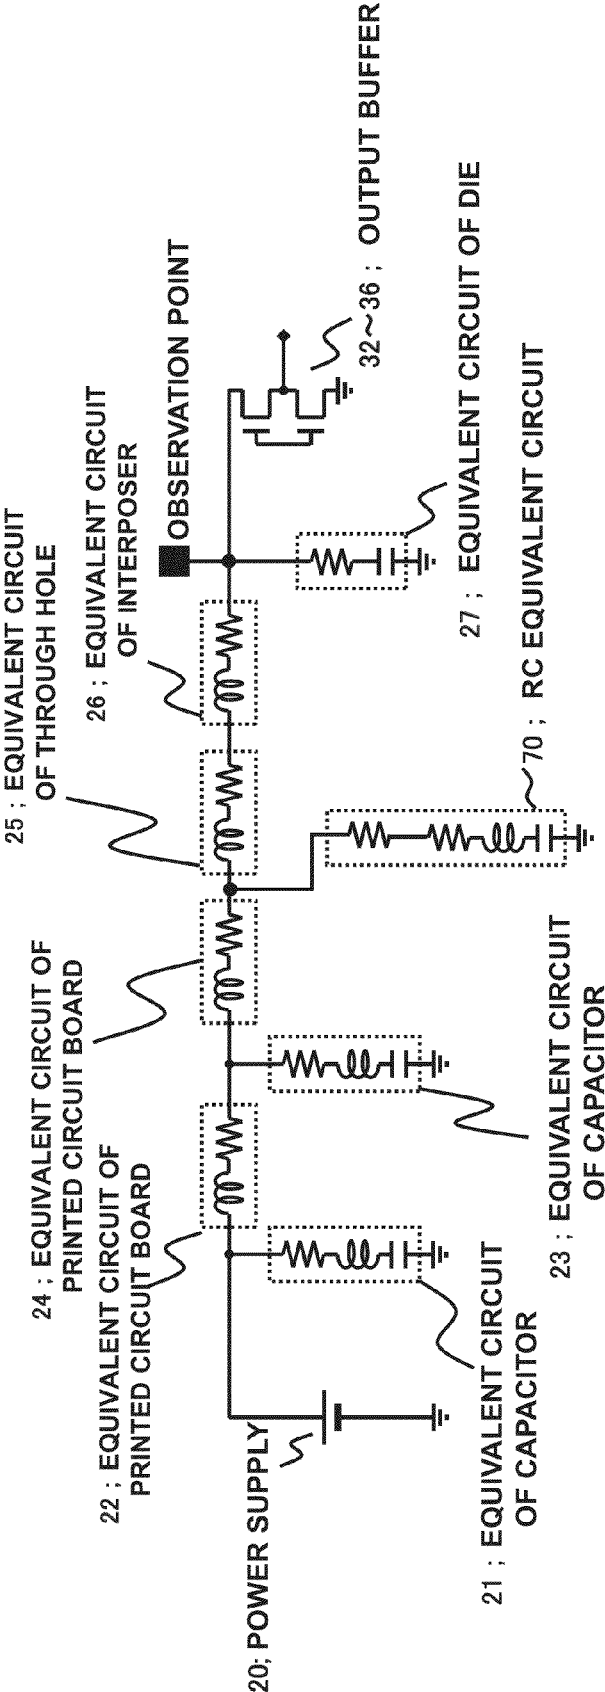 20; POWER SUPPLY
21 ; EQUIVALENT CIRCUIT
OF CAPACITOR
22 ; EQUIVALENT CIRCUIT OF
PRINTED CIRCUIT BOARD
23 ; EQUIVALENT CIRCUIT
OF CAPACITOR
24 ; EQUIVALENT CIRCUIT OF
PRINTED CIRCUIT BOARD
25 ; EQUIVALENT CIRCUIT
OF THROUGH HOLE
26 ; EQUIVALENT CIRCUIT
OF INTERPOSER
OBSERVATION POINT
32~36 ; OUTPUT BUFFER
27 ; EQUIVALENT CIRCUIT OF DIE
70 ; RC EQUIVALENT CIRCUIT